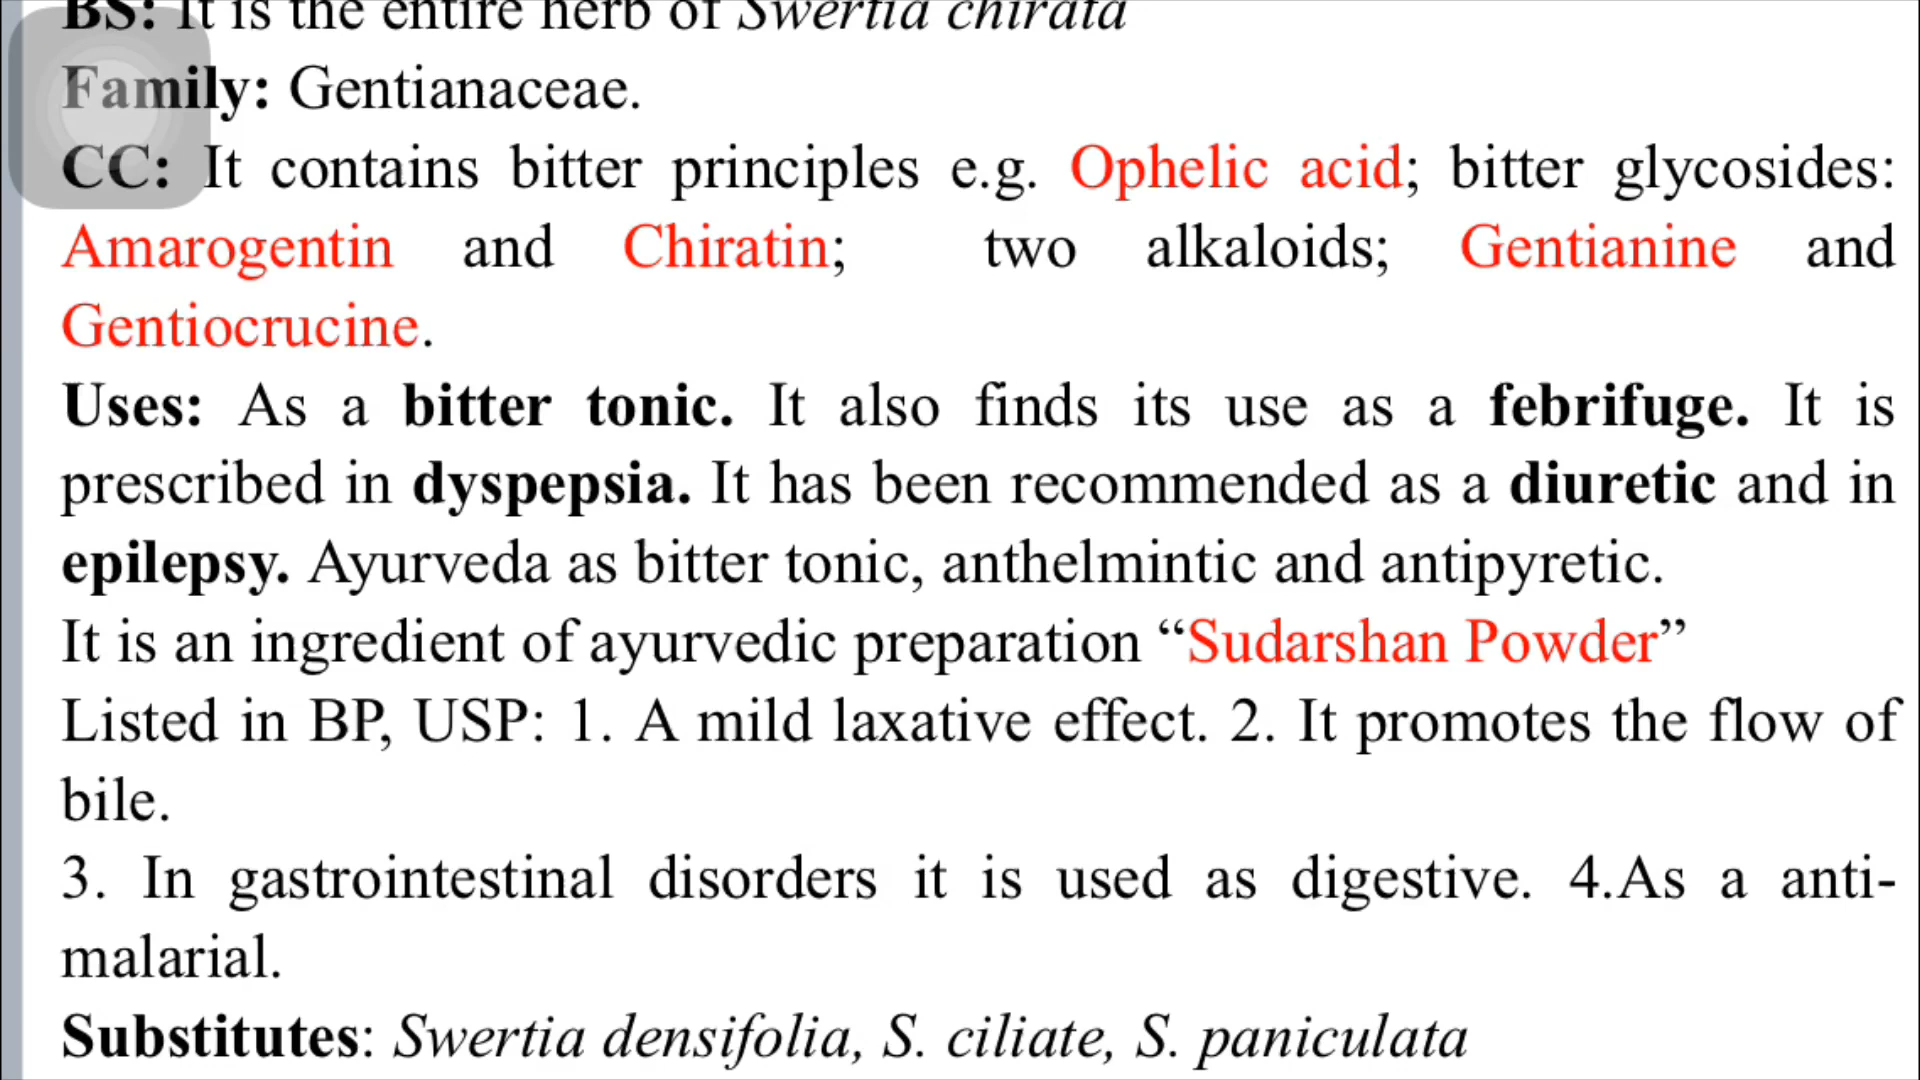 BS: It is the entire herb of Swertia chirata
Family: Gentianaceae.
CC: It contains bitter principles e.g. Ophelic acid; bitter glycosides:
Amarogentin and Chiratin; two alkaloids; Gentianine and
Gentiocrucine.
Uses: As a bitter tonic. It also finds its use as a febrifuge. It is
prescribed in dyspepsia. It has been recommended as a diuretic and in
epilepsy. Ayurveda as bitter tonic, anthelmintic and antipyretic.
It is an ingredient of ayurvedic preparation “Sudarshan Powder”
Listed in BP, USP: 1. A mild laxative effect. 2. It promotes the flow of
bile.
3. In gastrointestinal disorders it is used as digestive. 4.As a anti-
malarial.
Substitutes: Swertia densifolia, S. ciliate, S. paniculata